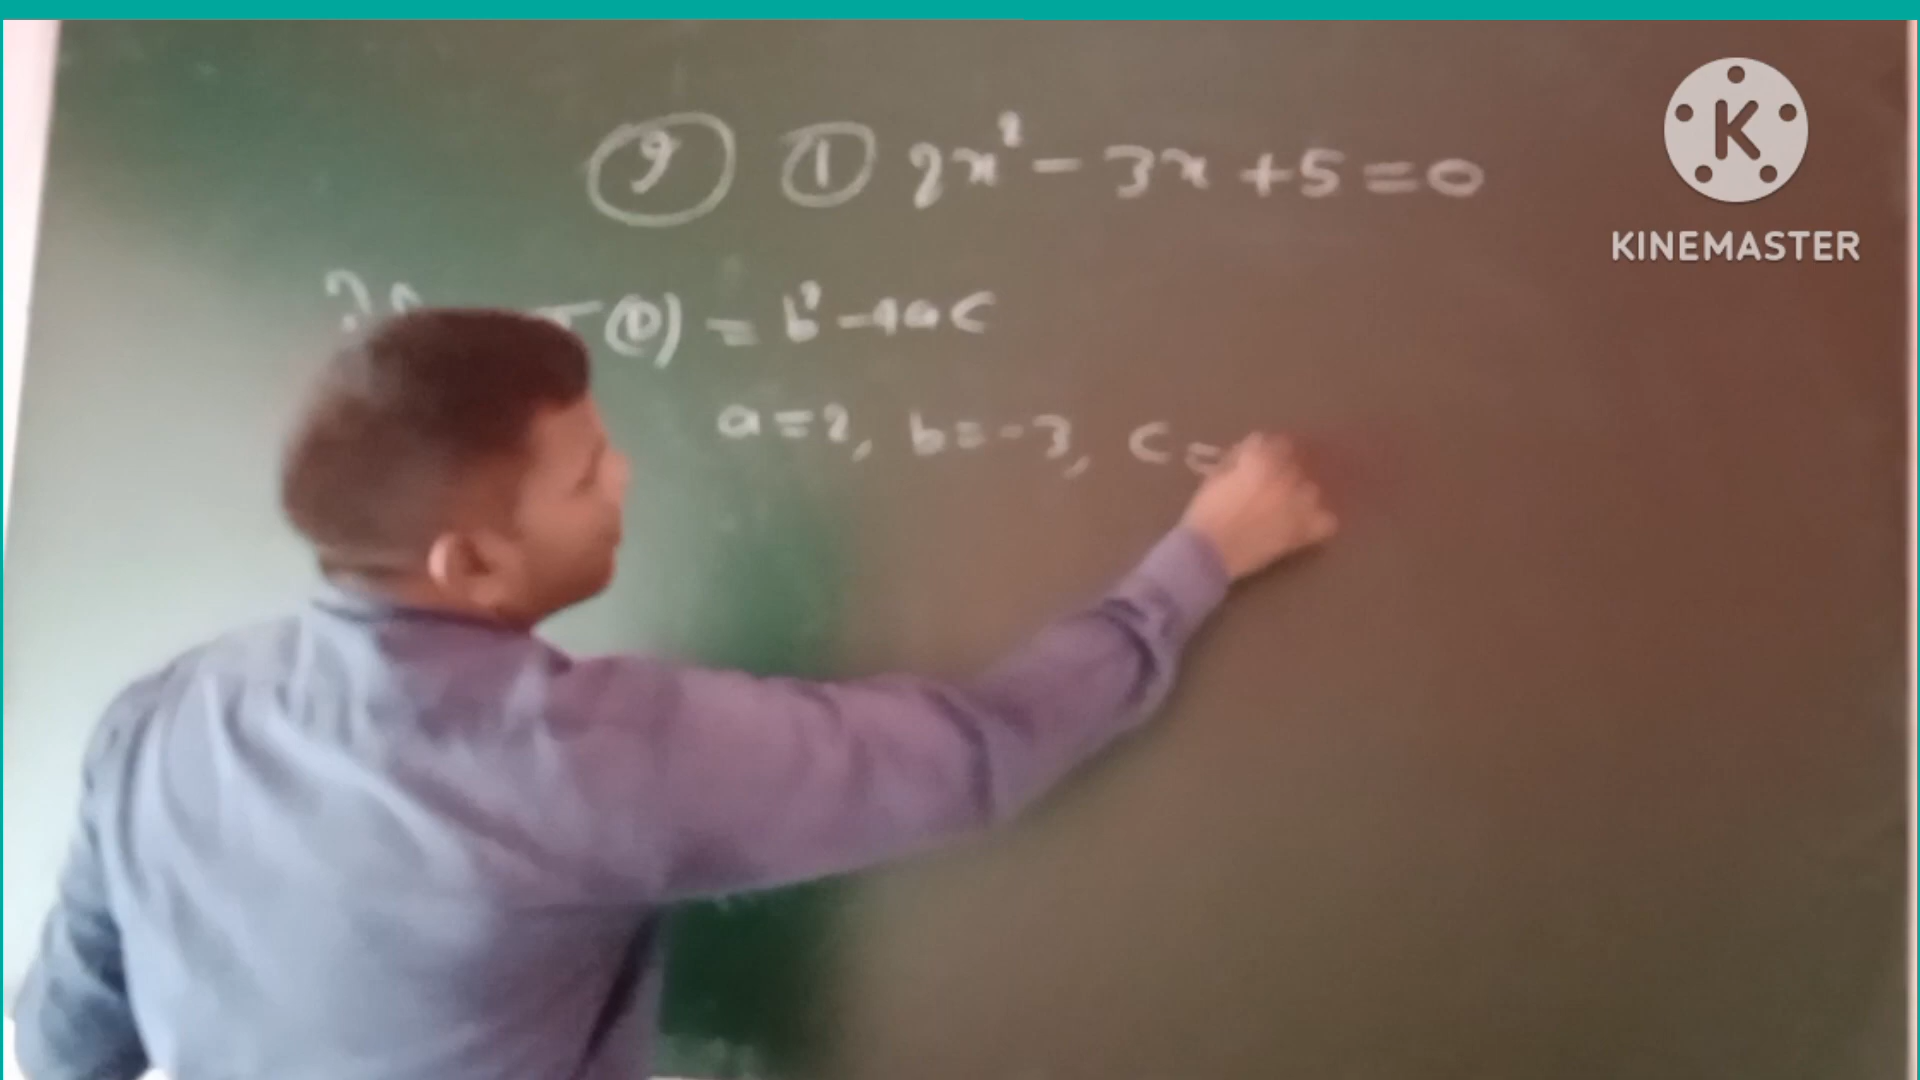 9 ① 2x² - 3x + 5 = 0
(D) = b² - 4ac
a = 2, b = -3, c =
K
KINEMASTER